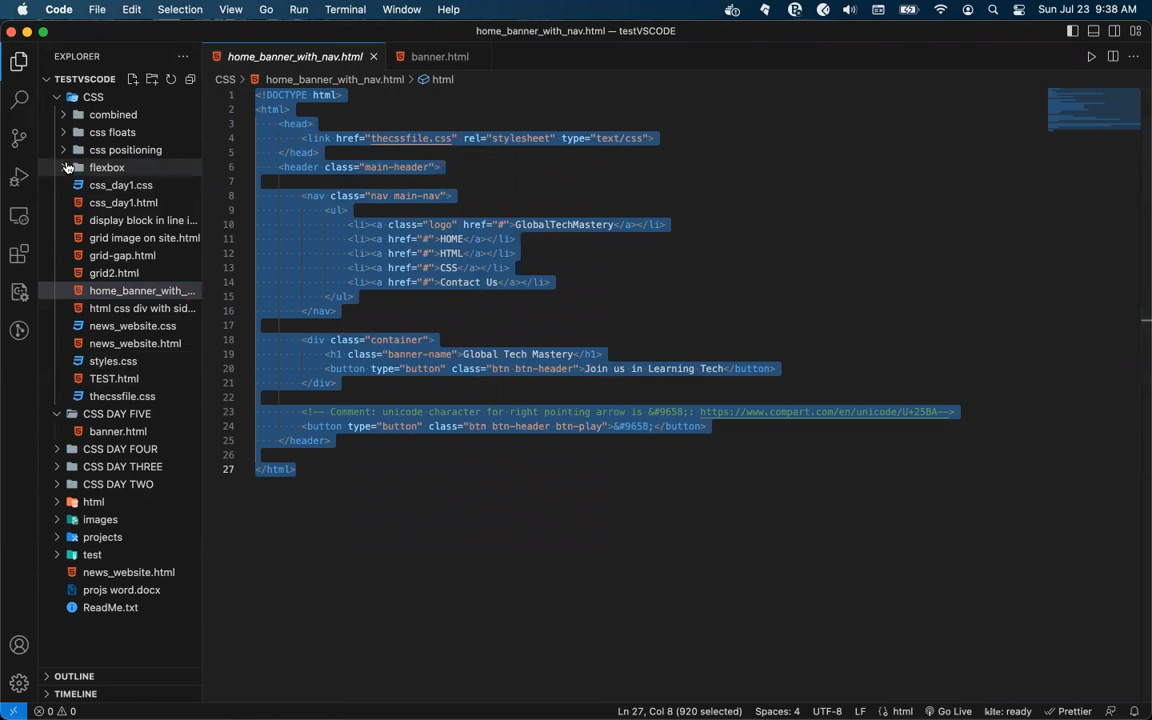 Code File Edit Selection View Go Run Terminal Window Help Sun Jul 23 9:38 AM
home_banner_with_nav.html — testVSCODE
EXPLORER
home_banner_with_nav.html
banner.html
TESTVSCODE
CSS > home_banner_with_nav.html > html
CSS
combined
css floats
css positioning
flexbox
css_day1.css
css_day1.html
display block in line i...
grid image on site.html
grid-gap.html
grid2.html
home_banner_with_...
html css div with sid...
news_website.css
news_website.html
styles.css
TEST.html
thecssfile.css
CSS DAY FIVE
banner.html
CSS DAY FOUR
CSS DAY THREE
CSS DAY TWO
html
images
projects
test
news_website.html
projs word.docx
ReadMe.txt
OUTLINE
TIMELINE
1 <!DOCTYPE html>
2 <html>
3 <head>
4 <link href="thecssfile.css" rel="stylesheet" type="text/css">
5 </head>
6 <header class="main-header">
7
8 <nav class="nav main-nav">
9 <ul>
10 <li><a class="logo" href="#">GlobalTechMastery</a></li>
11 <li><a href="#">HOME</a></li>
12 <li><a href="#">HTML</a></li>
13 <li><a href="#">CSS</a></li>
14 <li><a href="#">Contact Us</a></li>
15 </ul>
16 </nav>
17
18 <div class="container">
19 <h1 class="banner-name">Global Tech Mastery</h1>
20 <button type="button" class="btn btn-header">Join us in Learning Tech</button>
21 </div>
22
23 <!-- Comment: unicode character for right pointing arrow is &#9658; https://www.compart.com/en/unicode/U+25BA-->
24 <button type="button" class="btn btn-header btn-play">&#9658;</button>
25 </header>
26
27 </html>
0 0 Ln 27, Col 8 (920 selected) Spaces: 4 UTF-8 LF {} html Go Live kite: ready Prettier